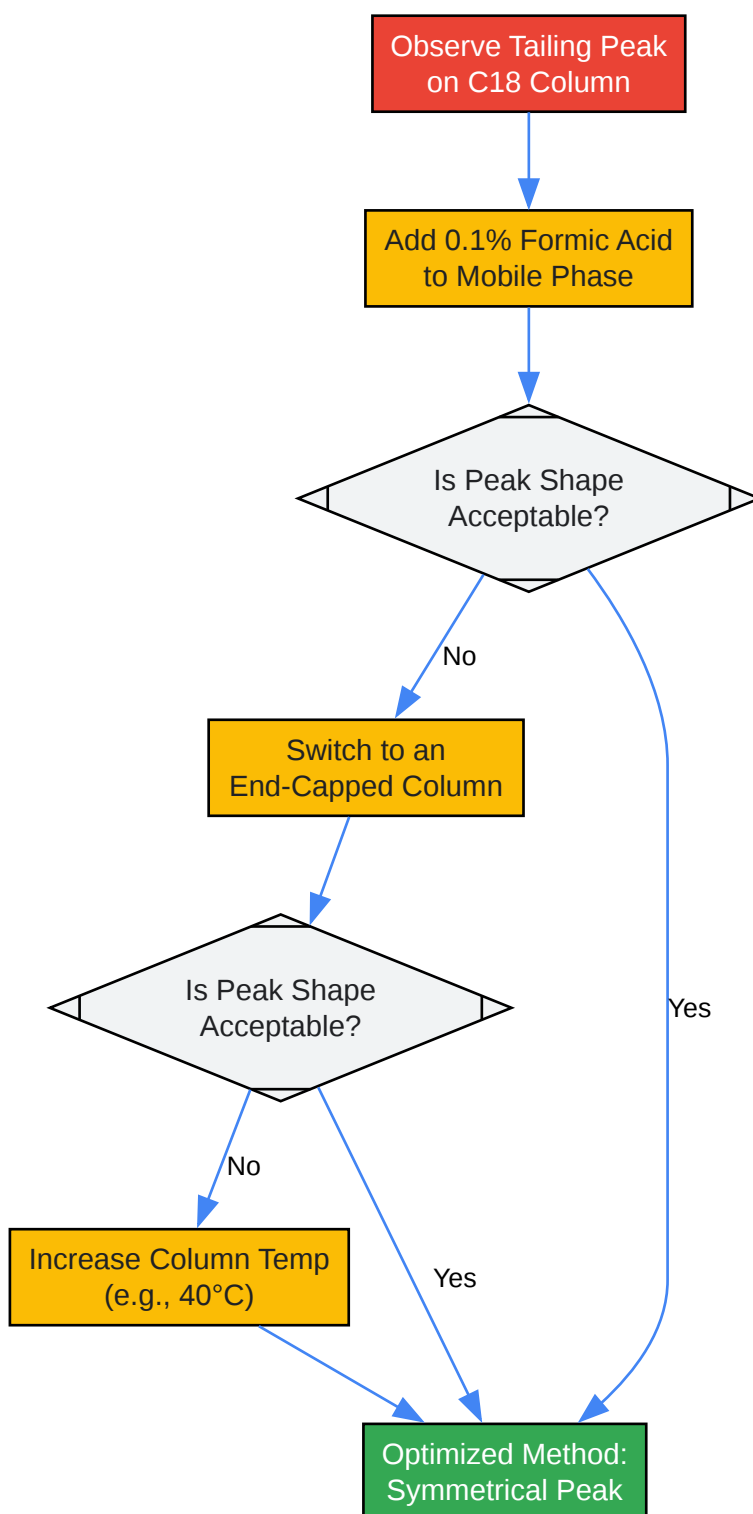 Observe Tailing Peak
on C18 Column
Add 0.1% Formic Acid
to Mobile Phase
Is Peak Shape
Acceptable?
No
Switch to an
End-Capped Column
Is Peak Shape
Acceptable?
Yes
No
Increase Column Temp
(e.g., 40°C)
Yes
Optimized Method:
Symmetrical Peak